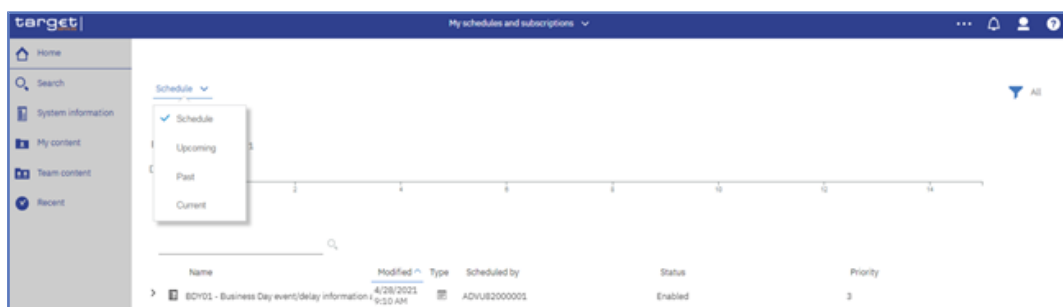 target|
My schedules and subscriptions
Home
Search
System information
My content
Team content
Recent
Schedule
All
Schedule
Upcoming
Past
Current
2 4 6 8 10 12 14
Name Modified Type Scheduled by Status Priority
BDY01 - Business Day event/delay information 4/28/2021 9:10 AM ADVU82000001 Enabled 3